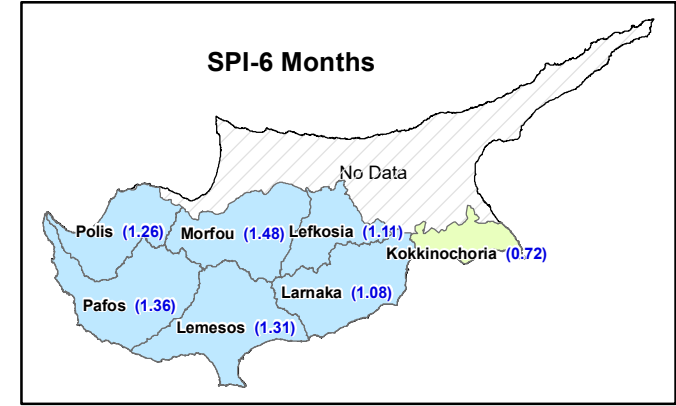 SPI-6 Months
No Data
Polis (1.26)
Morfou (1.48)
Lefkosia (1.11)
Kokkinochoria (0.72)
Pafos (1.36)
Larnaka (1.08)
Lemesos (1.31)